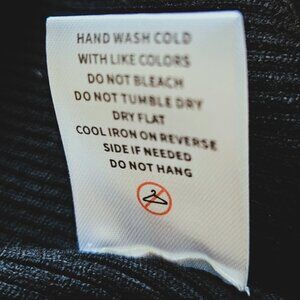 HAND WASH COLD
WITH LIKE COLORS
DO NOT BLEACH
DO NOT TUMBLE DRY
DRY FLAT
COOL IRON ON REVERSE
SIDE IF NEEDED
DO NOT HANG